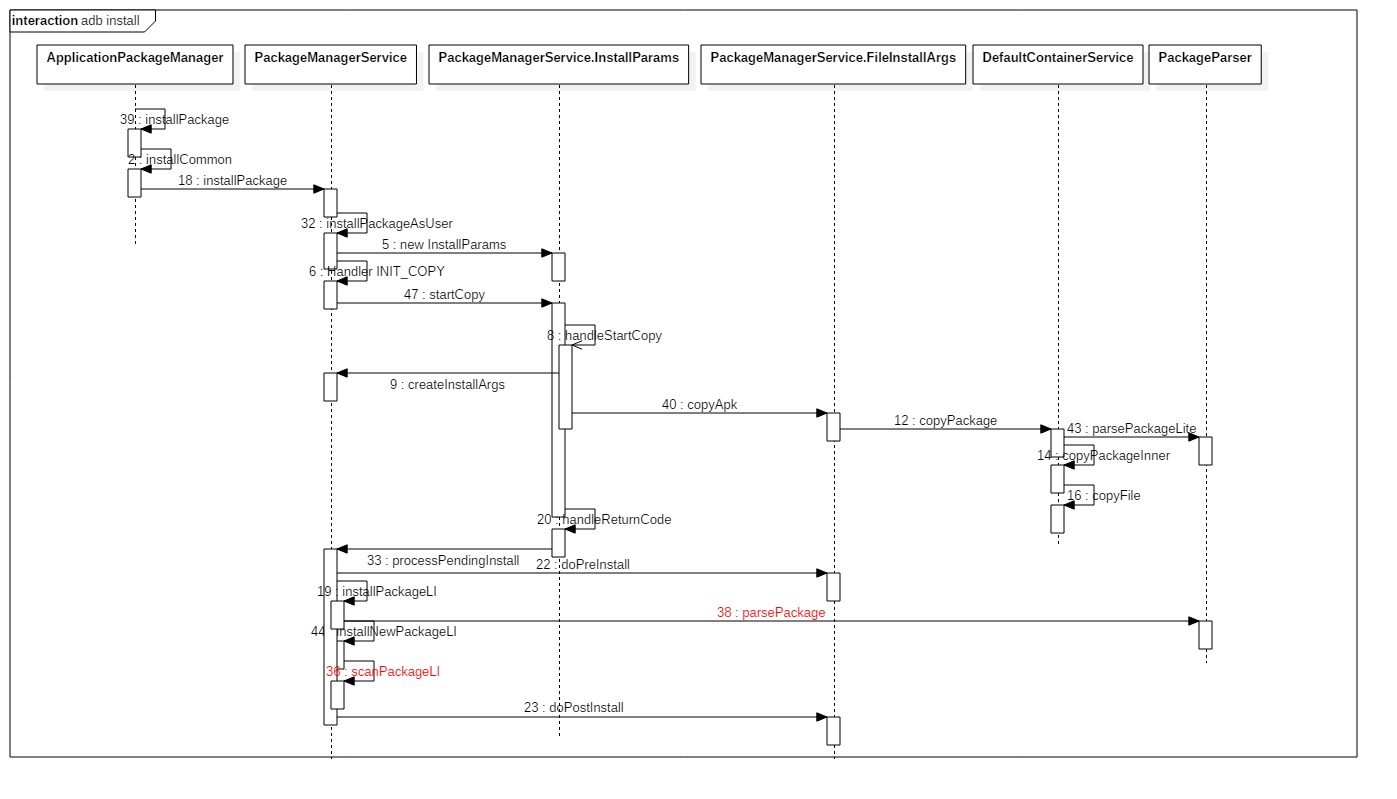 interaction adb install
ApplicationPackageManager
PackageManagerService
PackageManagerService.InstallParams
PackageManagerService.FileInstallArgs
DefaultContainerService
PackageParser
39 : installPackage
2 : installCommon
18 : installPackage
32 : installPackageAsUser
5 : new InstallParams
6 : Handler INIT_COPY
47 : startCopy
8 : handleStartCopy
9 : createInstallArgs
40 : copyApk
12 : copyPackage
43 : parsePackageLite
14 : copyPackageInner
16 : copyFile
20 : handleReturnCode
33 : processPendingInstall
22 : doPreInstall
19 : installPackageLI
38 : parsePackage
44 : installNewPackageLI
36 : scanPackageLI
23 : doPostInstall